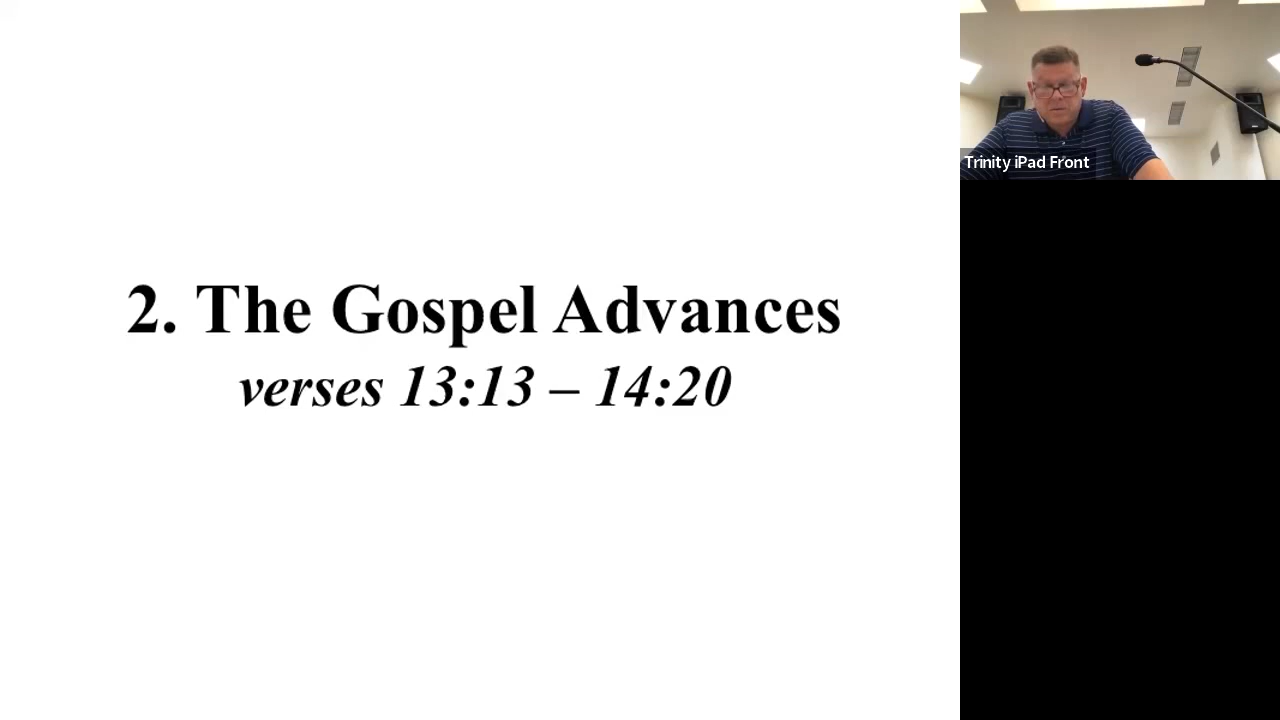 2. The Gospel Advances
verses 13:13 – 14:20
Trinity iPad Front